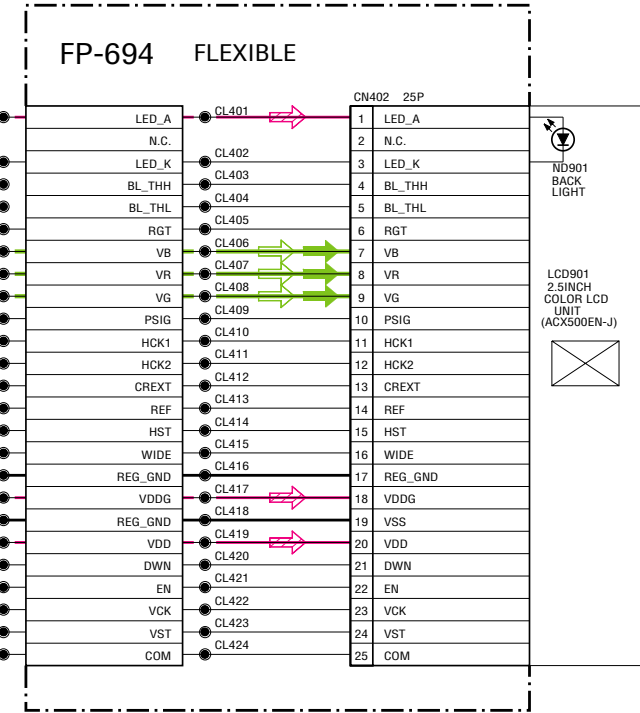 FP-694 FLEXIBLE
CN402 25P
LED_A CL401 1 LED_A
N.C. 2 N.C.
LED_K CL402 3 LED_K
BL_THH CL403 4 BL_THH
BL_THL CL404 5 BL_THL
RGT CL405 6 RGT
VB CL406 7 VB
VR CL407 8 VR
VG CL408 9 VG
PSIG CL409 10 PSIG
HCK1 CL410 11 HCK1
HCK2 CL411 12 HCK2
CREXT CL412 13 CREXT
REF CL413 14 REF
HST CL414 15 HST
WIDE CL415 16 WIDE
REG_GND CL416 17 REG_GND
VDDG CL417 18 VDDG
REG_GND CL418 19 VSS
VDD CL419 20 VDD
DWN CL420 21 DWN
EN CL421 22 EN
VCK CL422 23 VCK
VST CL423 24 VST
COM CL424 25 COM
ND901
BACK
LIGHT
LCD901
2.5INCH
COLOR LCD
UNIT
(ACX500EN-J)